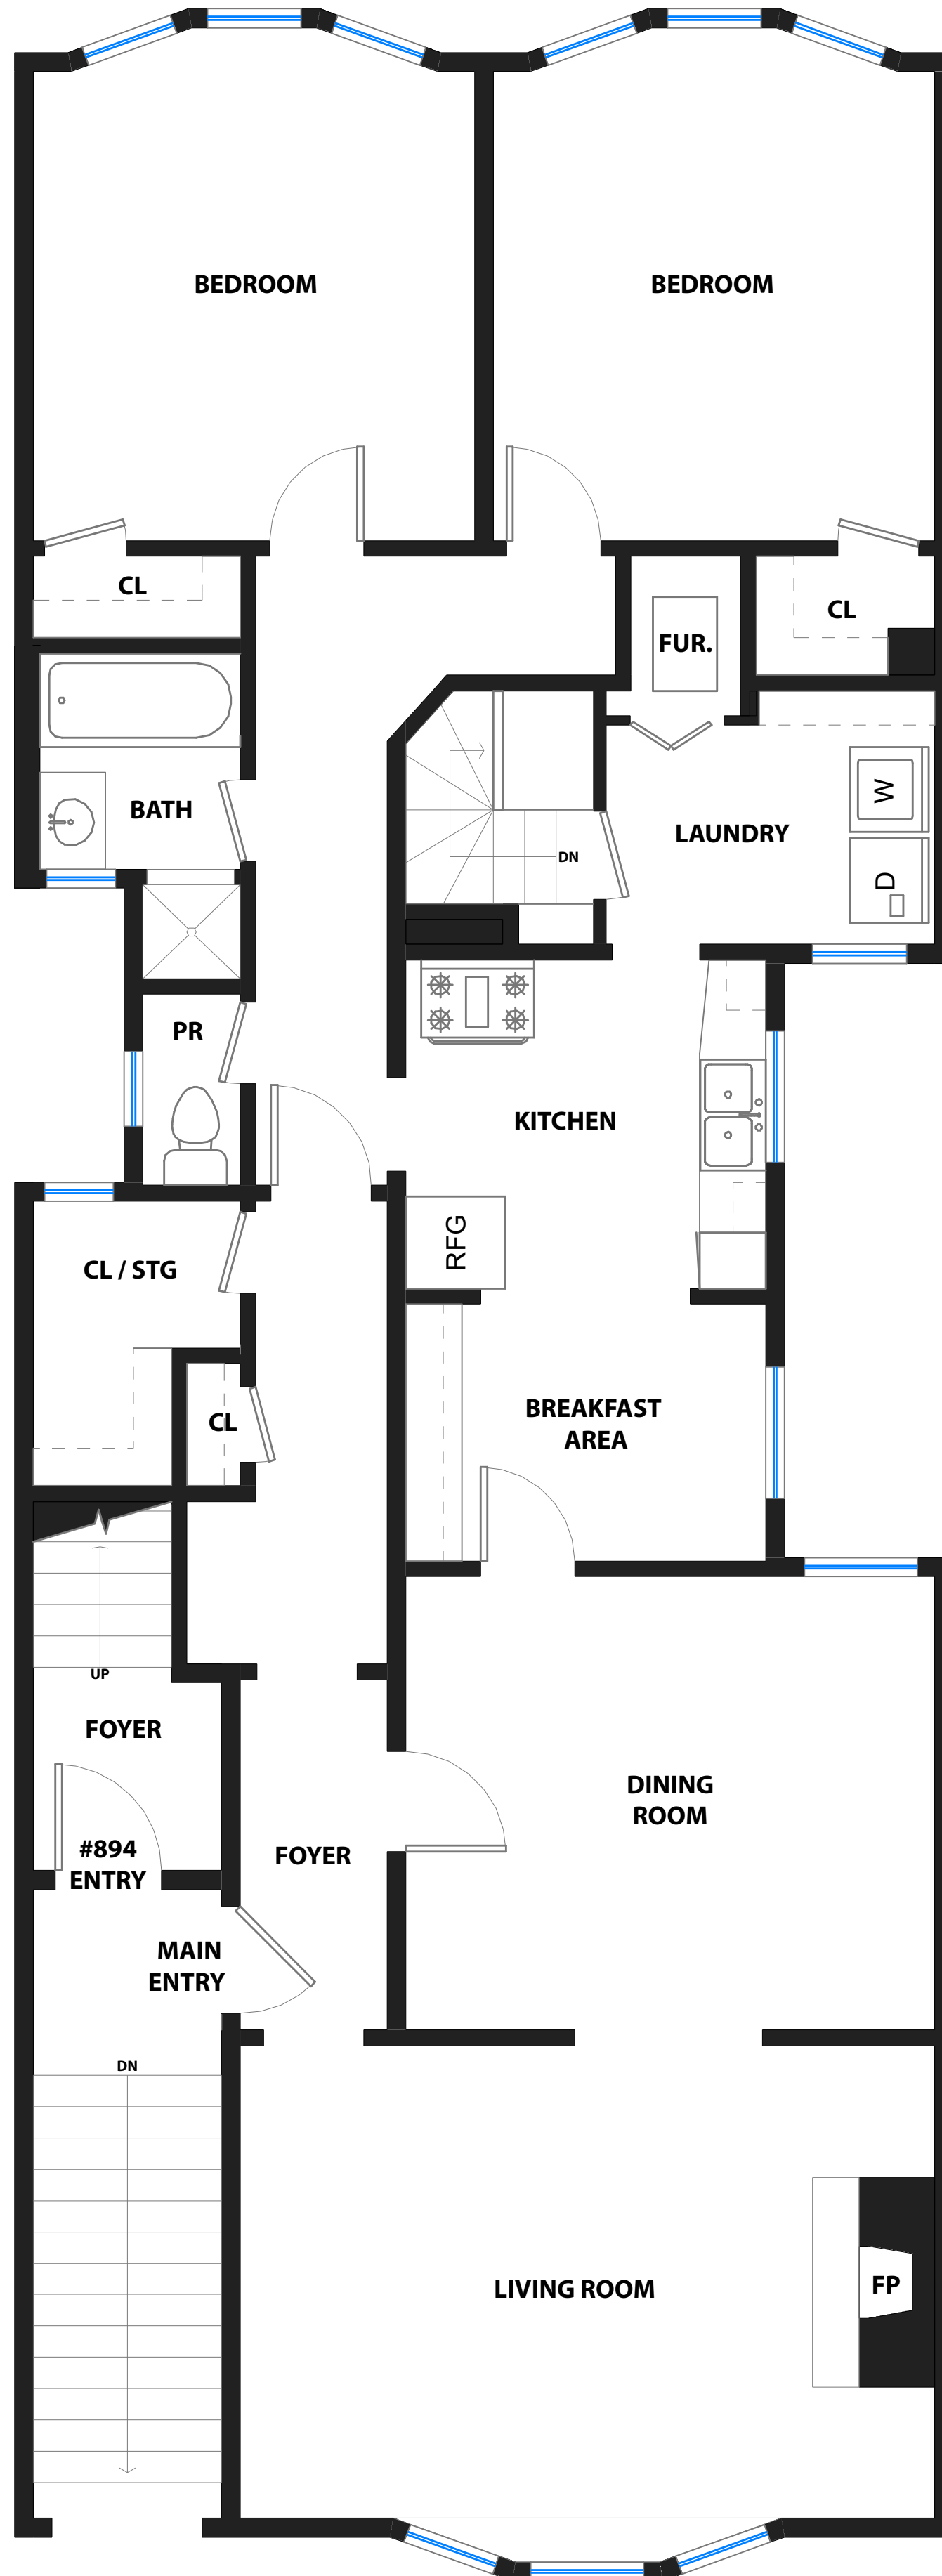 BEDROOM
BEDROOM
CL
CL
FUR.
BATH
W
LAUNDRY
DN
D
PR
KITCHEN
RFG
CL / STG
BREAKFAST
AREA
CL
UP
FOYER
DINING
ROOM
#894
ENTRY
FOYER
MAIN
ENTRY
DN
LIVING ROOM
FP